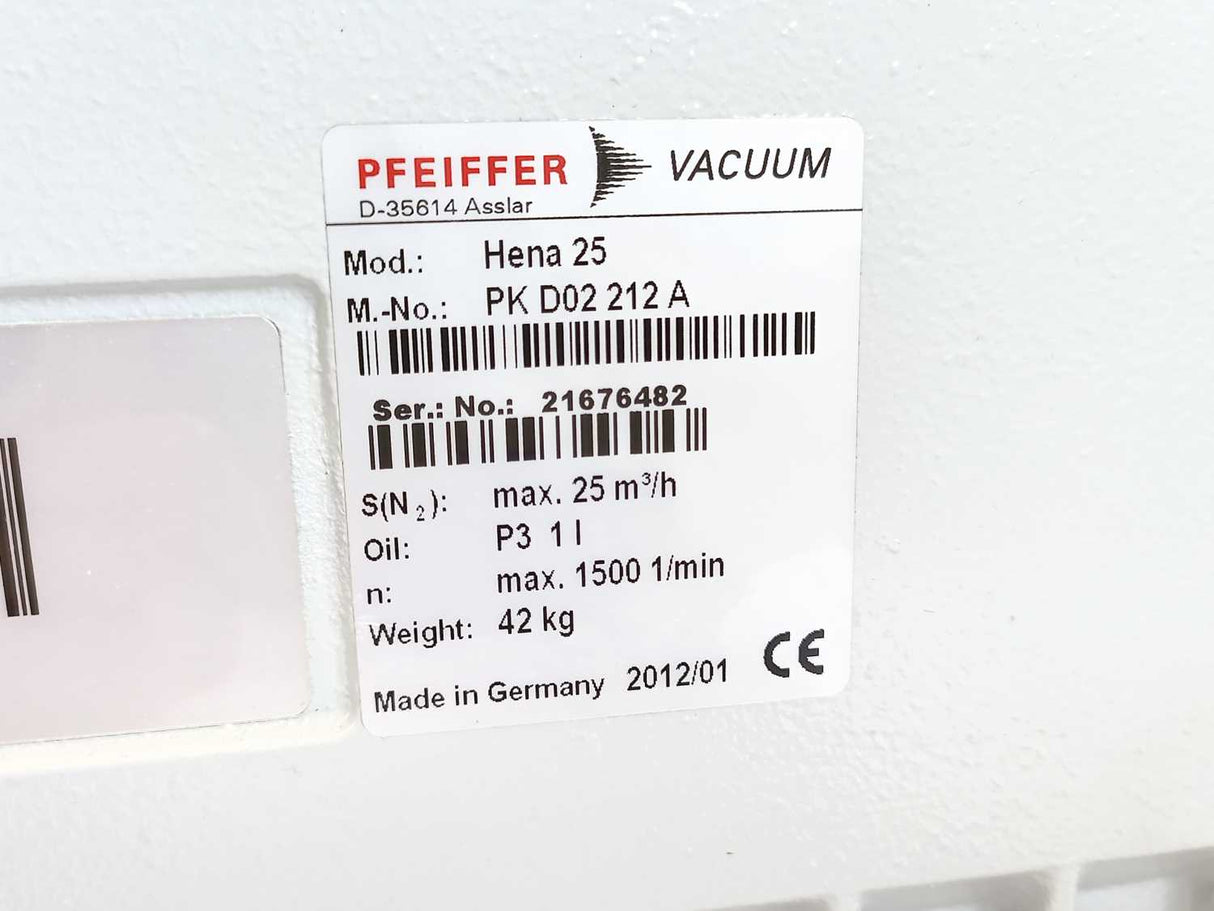 PFEIFFER VACUUM
D-35614 Asslar
Mod.: Hena 25
M.-No.: PK D02 212 A
Ser.: No.: 21676482
S(N₂): max. 25 m³/h
Oil: P3 1 l
n: max. 1500 1/min
Weight: 42 kg
Made in Germany 2012/01 CE